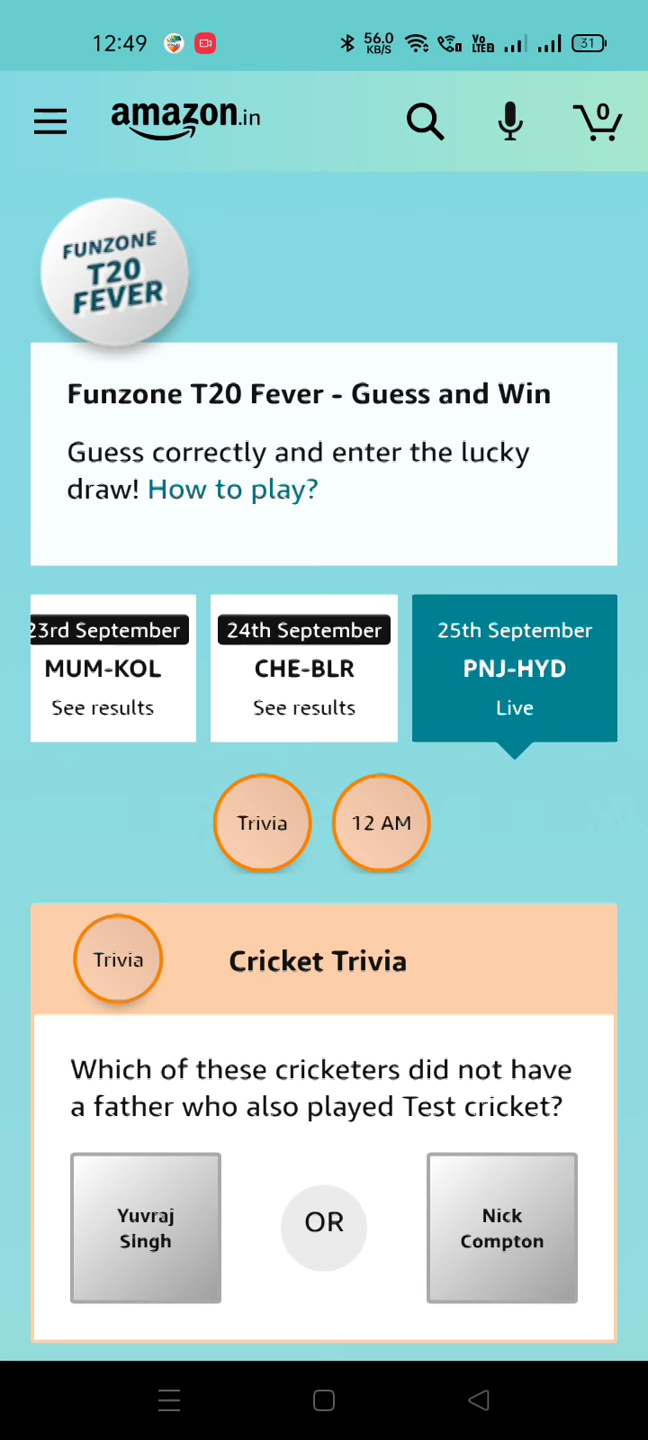 12:49
56.0
KB/S
Vo
LTE2
31
amazon.in
0
FUNZONE
T20
FEVER
Funzone T20 Fever - Guess and Win
Guess correctly and enter the lucky
draw! How to play?
23rd September
24th September
25th September
MUM-KOL
CHE-BLR
PNJ-HYD
See results
See results
Live
Trivia
12 AM
Trivia
Cricket Trivia
Which of these cricketers did not have
a father who also played Test cricket?
Yuvraj
Singh
OR
Nick
Compton